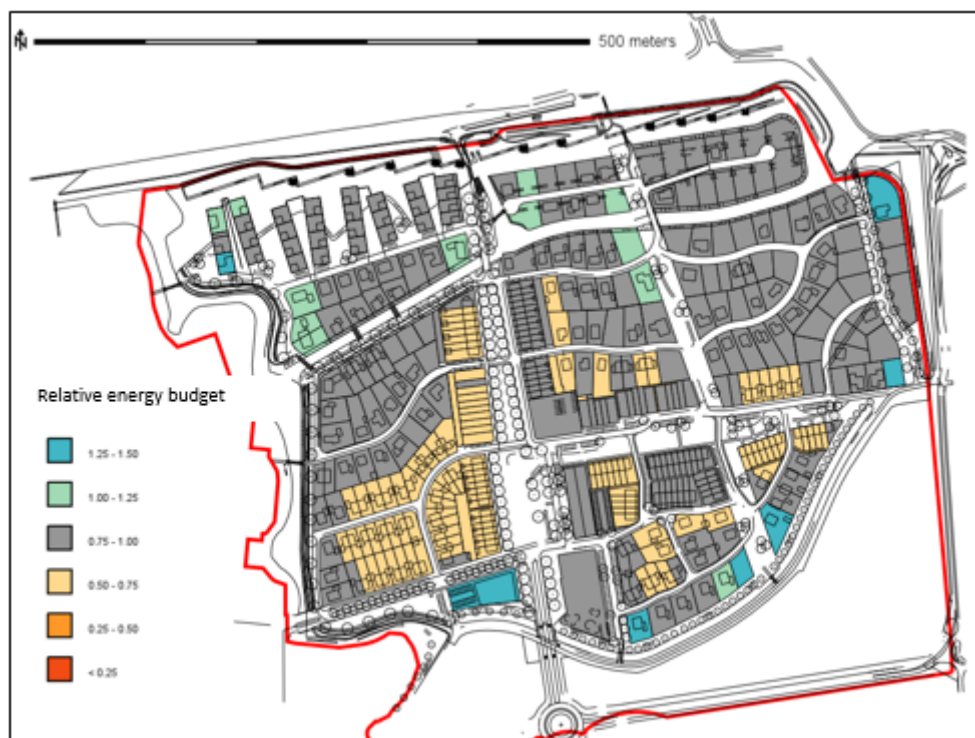 N
500 meters
Relative energy budget
1.25 - 1.50
1.00 - 1.25
0.75 - 1.00
0.50 - 0.75
0.25 - 0.50
< 0.25